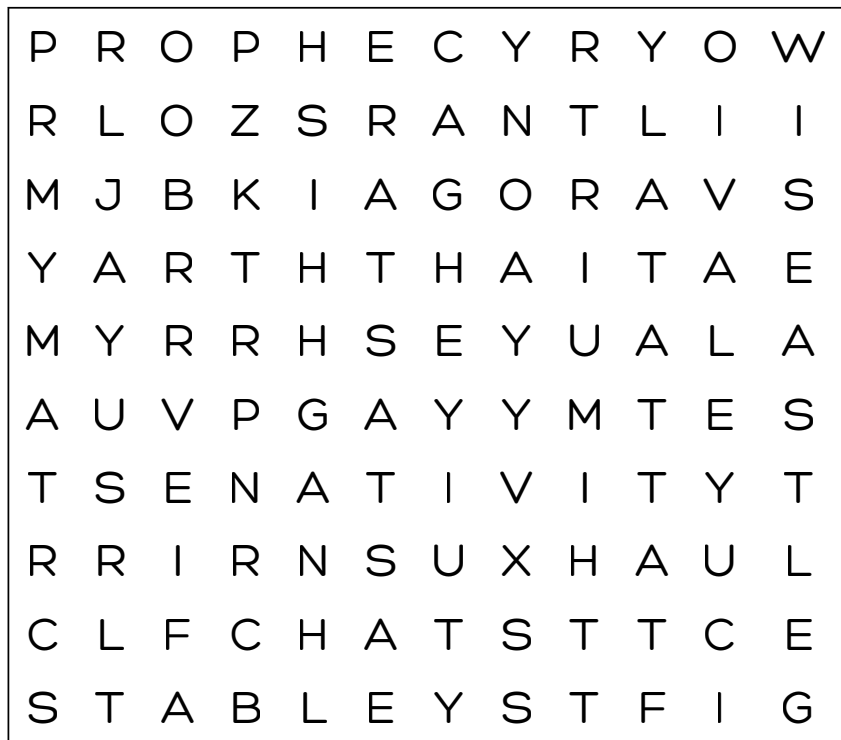 P R O P H E C Y R Y O W
R L O Z S R A N T L I I
M J B K I A G O R A V S
Y A R T H T H A I T A E
M Y R R H S E Y U A L A
A U V P G A Y Y M T E S
T S E N A T I V I T Y T
R R I R N S U X H A U L
C L F C H A T S T T C E
S T A B L E Y S T F I G